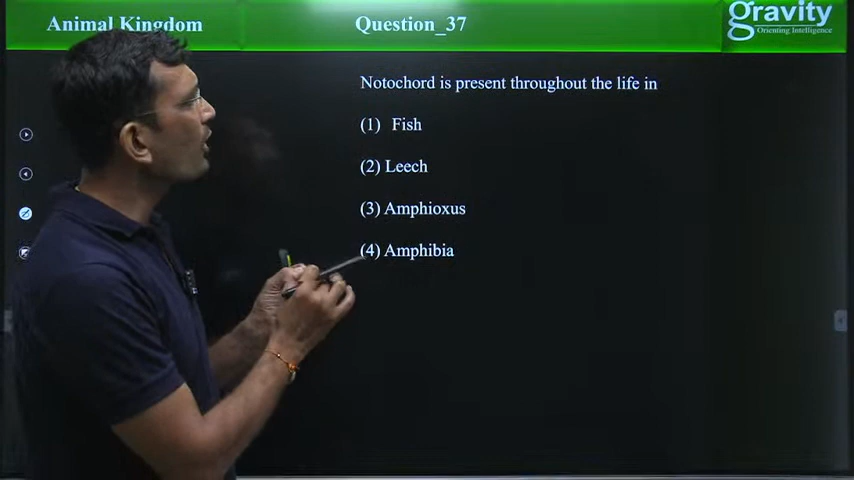 Animal Kingdom
Question_37
gravity
Orienting Intelligence
Notochord is present throughout the life in
(1) Fish
(2) Leech
(3) Amphioxus
(4) Amphibia